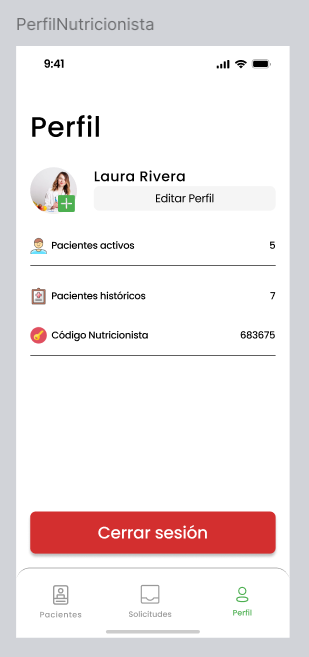 PerfilNutricionista
9:41
Perfil
Laura Rivera
Editar Perfil
Pacientes activos 5
Pacientes históricos 7
Código Nutricionista 683675
Cerrar sesión
Pacientes Solicitudes Perfil